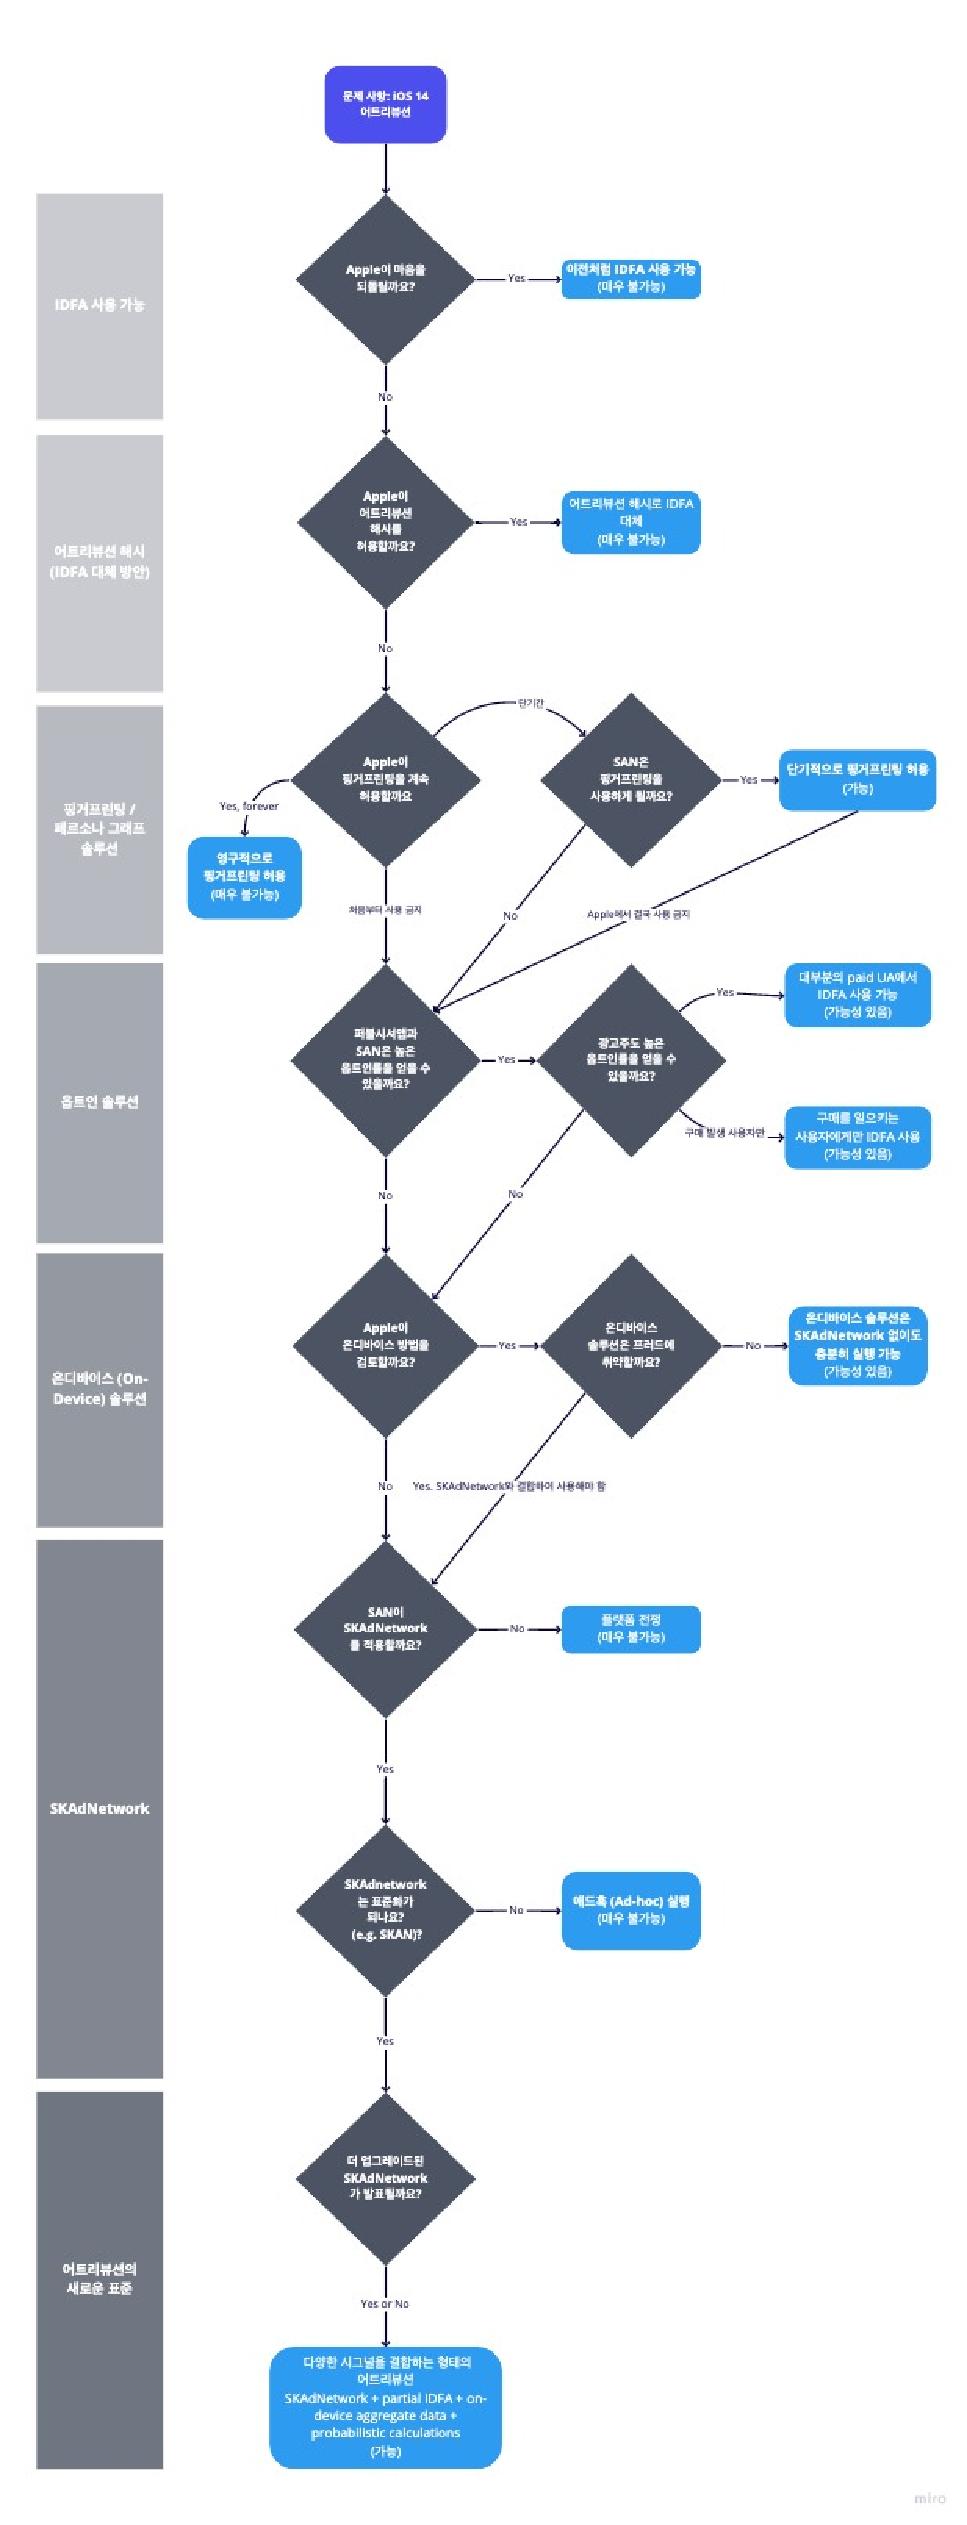 문제 사항: iOS 14
어트리뷰션
IDFA 사용 가능
Apple이 마음을
되돌릴까요?
Yes
이전처럼 IDFA 사용 가능
(매우 불가능)
No
어트리뷰션 해시
(IDFA 대체 방안)
Apple이
어트리뷰션
해시를
허용할까요?
Yes
어트리뷰션 해시로 IDFA
대체
(매우 불가능)
No
핑거프린팅 /
페르소나 그래프
솔루션
Apple이
핑거프린팅을 계속
허용할까요
단기간
SAN은
핑거프린팅을
사용하게 될까요?
Yes
단기적으로 핑거프린팅 허용
(가능)
Yes, forever
영구적으로
핑거프린팅 허용
(매우 불가능)
처음부터 사용 금지
No
Apple에서 결국 사용 금지
옵트인 솔루션
퍼블시셔앱과
SAN은 높은
옵트인률을 얻을 수
있을까요?
Yes
광고주도 높은
옵트인률을 얻을 수
있을까요?
Yes
대부분의 paid UA에서
IDFA 사용 가능
(가능성 있음)
구매 발생 사용자만
구매를 일으키는
사용자에게만 IDFA 사용
(가능성 있음)
No
No
온디바이스 (On-
Device) 솔루션
Apple이
온디바이스 방법을
검토할까요?
Yes
온디바이스
솔루션은 프러드에
취약할까요?
No
온디바이스 솔루션은
SKAdNetwork 없이도
충분히 실행 가능
(가능성 있음)
No
Yes. SKAdNetwork와 결합하여 사용해야 함
SKAdNetwork
SAN이
SKAdNetwork
를 적용할까요?
No
플랫폼 전쟁
(매우 불가능)
Yes
SKAdnetwork
는 표준화가
되나요?
(e.g. SKAN)?
No
애드혹 (Ad-hoc) 실행
(매우 불가능)
Yes
어트리뷰션의
새로운 표준
더 업그레이드된
SKAdNetwork
가 발표될까요?
Yes or No
다양한 시그널을 결합하는 형태의
어트리뷰션
SKAdNetwork + partial IDFA + on-
device aggregate data +
probabilistic calculations
(가능)
miro